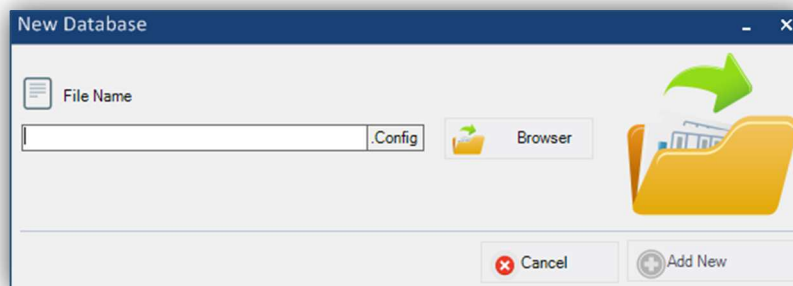 New Database
File Name
.Config
Browser
Cancel
Add New